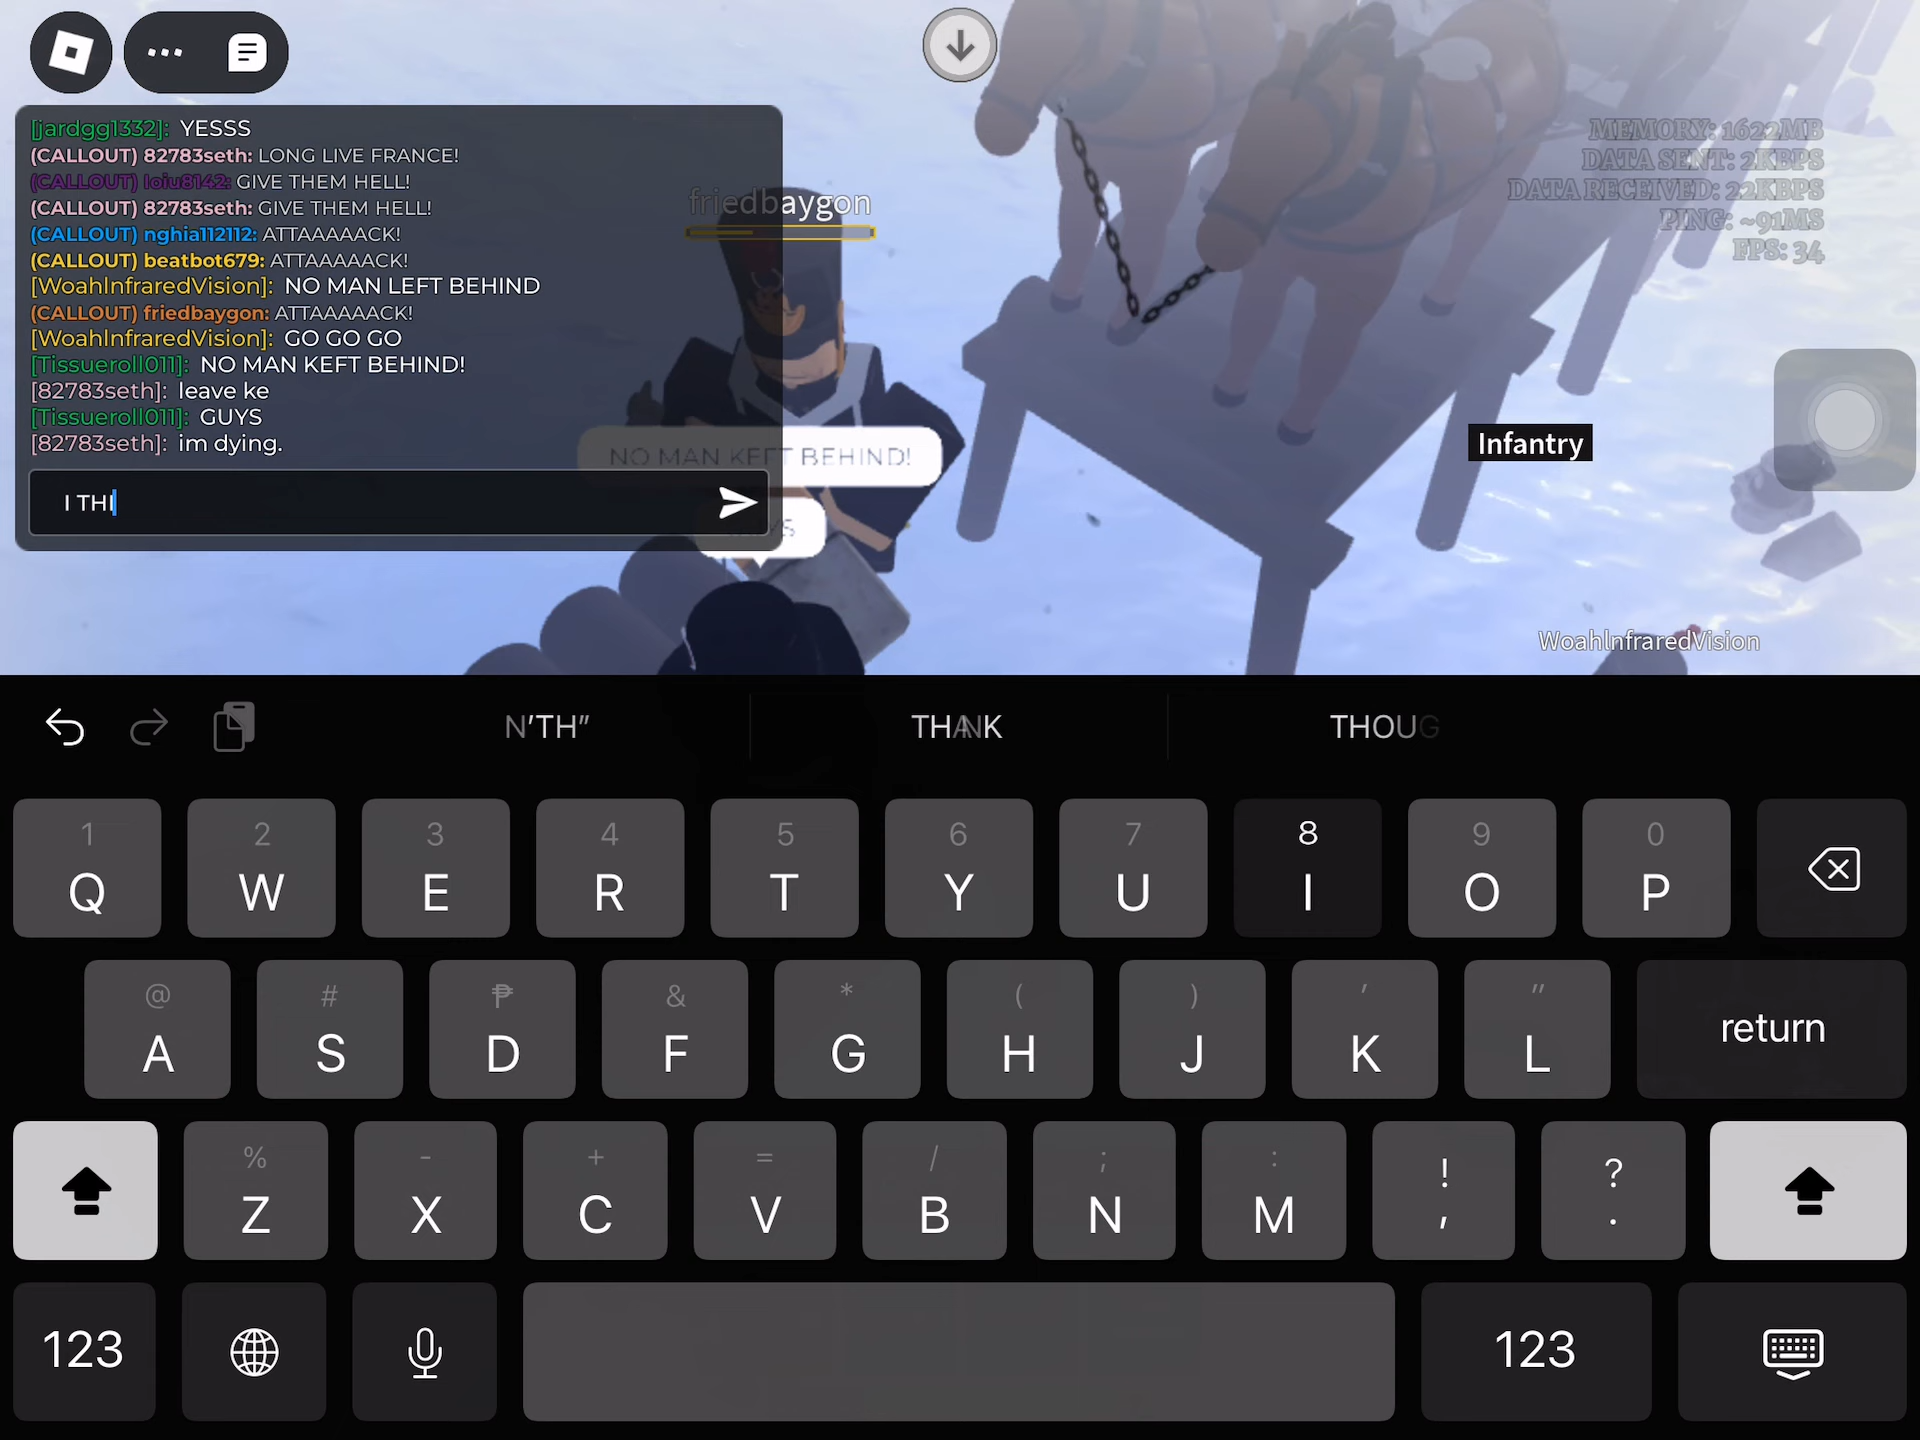 [jardgg1332]: YESSS
(CALLOUT) 82783seth: LONG LIVE FRANCE!
(CALLOUT) loiu8142: GIVE THEM HELL!
(CALLOUT) 82783seth: GIVE THEM HELL!
(CALLOUT) nghia112112: ATTAAAAACK!
(CALLOUT) beatbot679: ATTAAAAACK!
[WoahInfraredVision]: NO MAN LEFT BEHIND
(CALLOUT) friedbaygon: ATTAAAAACK!
[WoahInfraredVision]: GO GO GO
[Tissueroll011]: NO MAN KEFT BEHIND!
[82783seth]: leave ke
[Tissueroll011]: GUYS
[82783seth]: im dying.
I THI
friedbaygon
NO MAN KEFT BEHIND!
MEMORY: 1622MB
DATA SENT: 2KBPS
DATA RECEIVED: 22KBPS
PING: ~91MS
FPS: 34
Infantry
WoahInfraredVision
N'TH" THANK THOUG
1 2 3 4 5 6 7 8 9 0
Q W E R T Y U I O P
@ # ₱ & * ( ) ' "
A S D F G H J K L return
% - + = / ; : ! ?
Z X C V B N M , .
123 123